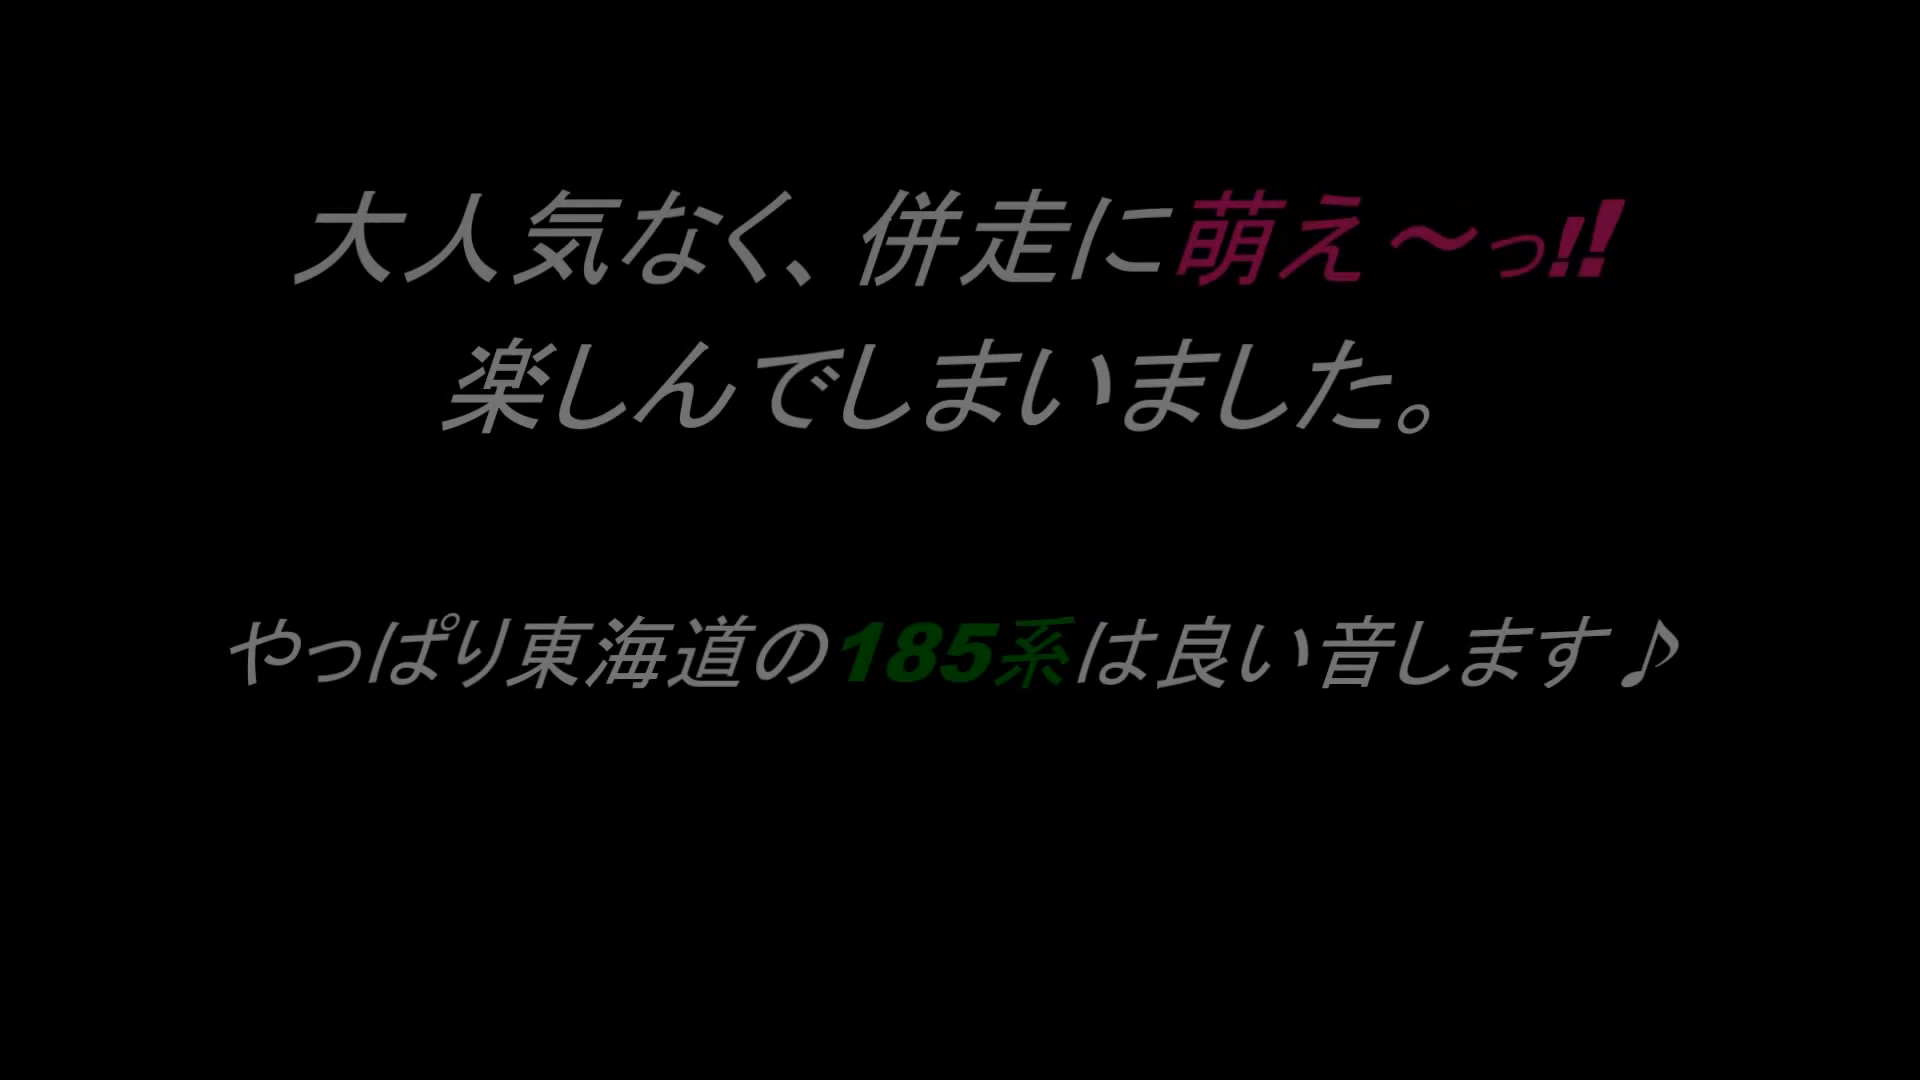 大人気なく、併走に萌え～っ!!
楽しんでしまいました。
やっぱり東海道の185系は良い音します♪